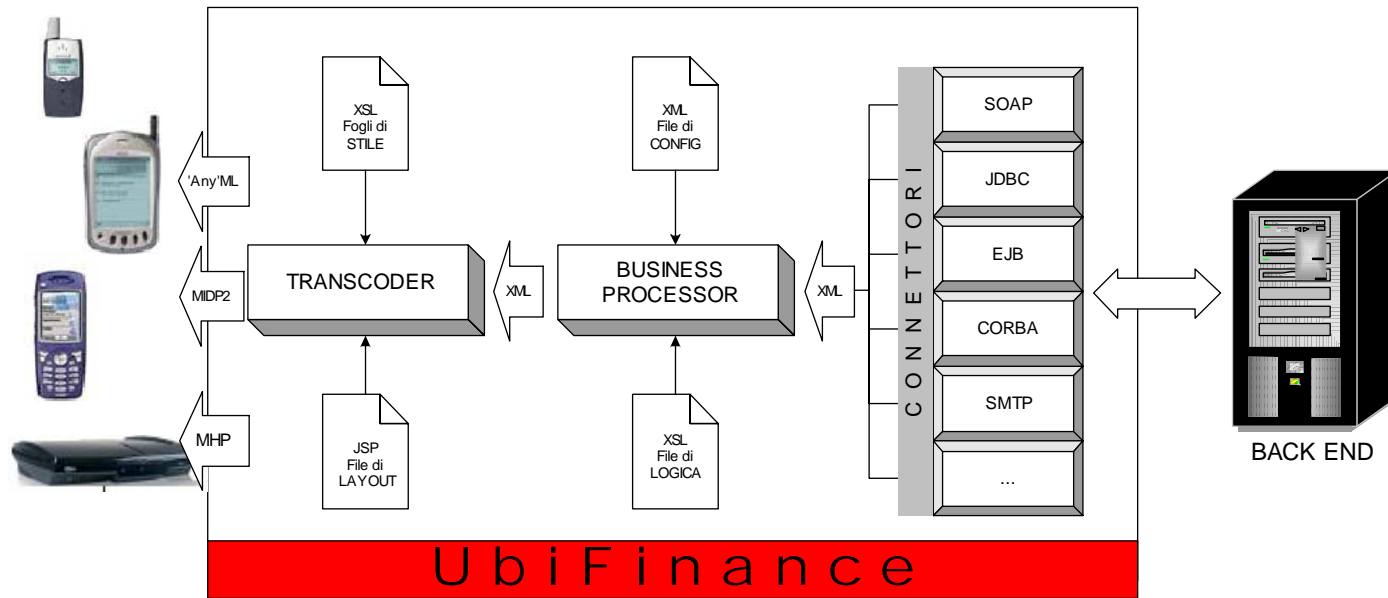 XSL
Fogli di
STILE
XML
File di
CONFIG
'Any'ML
MIDP2
MHP
TRANSCODER
XML
BUSINESS
PROCESSOR
XML
JSP
File di
LAYOUT
XSL
File di
LOGICA
CONNETTORI
SOAP
JDBC
EJB
CORBA
SMTP
...
BACK END
UbiFinance